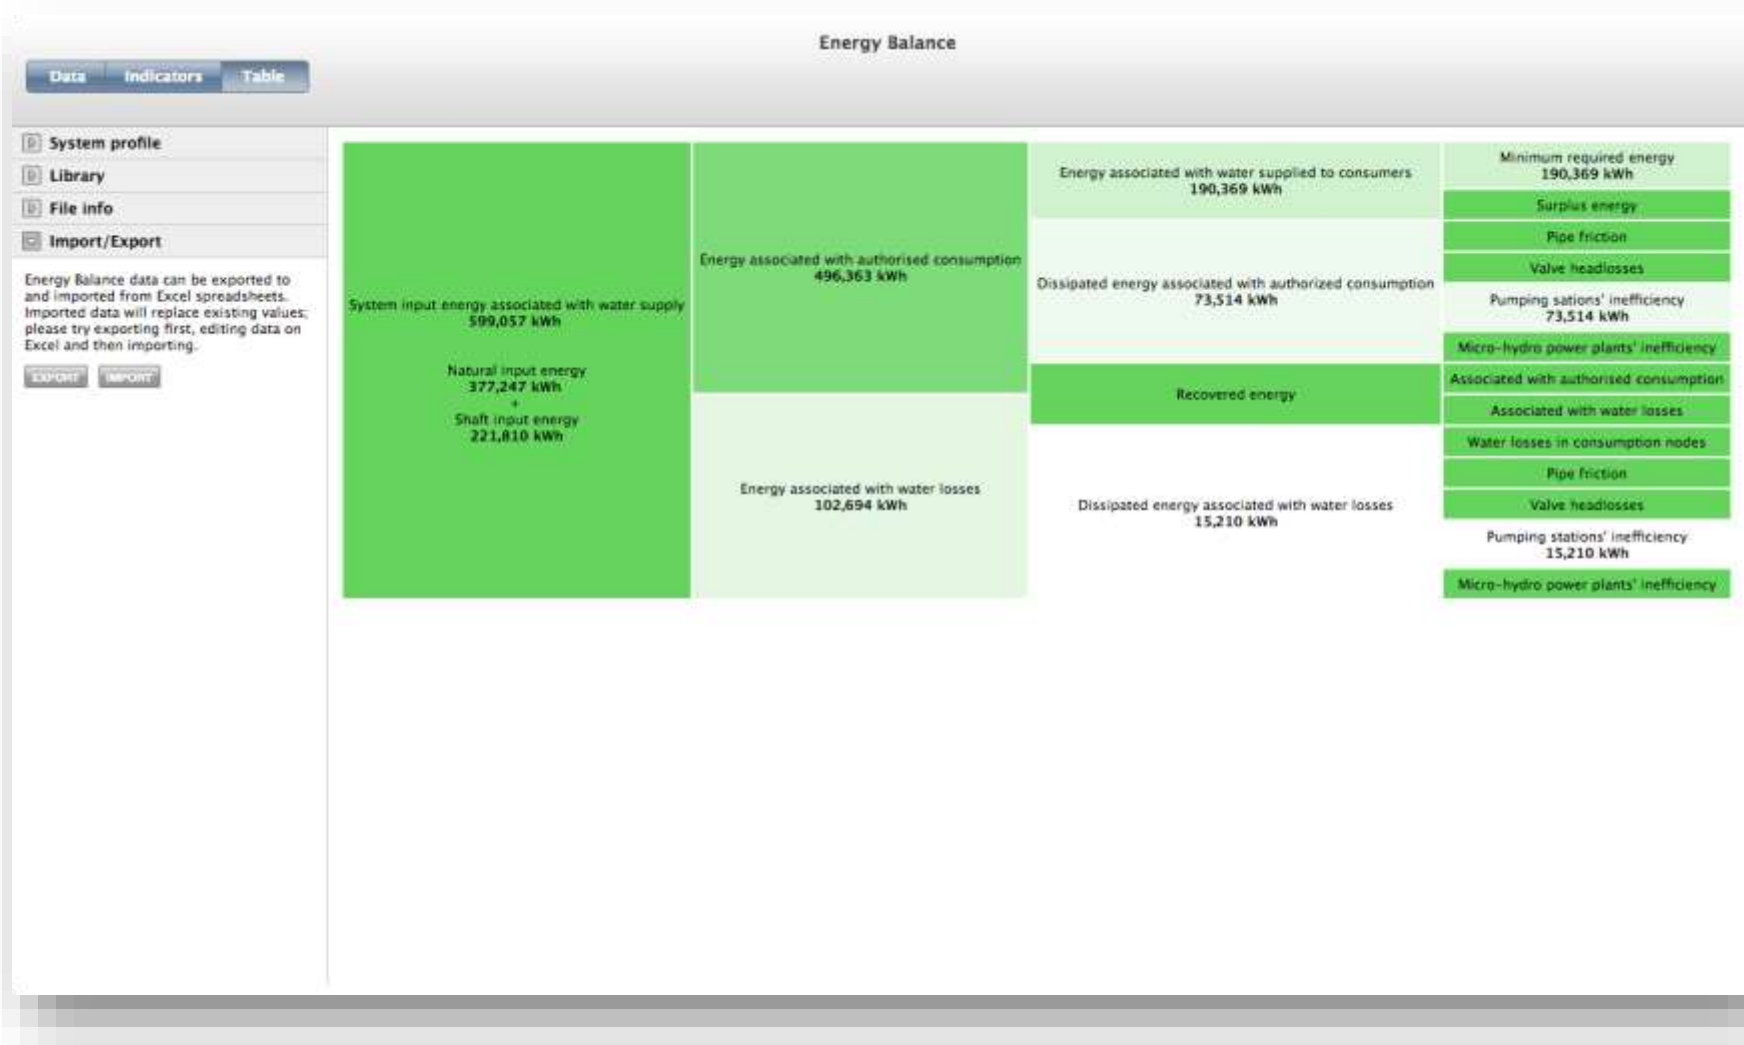 Energy Balance
Data
Indicators
Table
System profile
Library
File info
Import/Export
Energy Balance data can be exported to
and imported from Excel spreadsheets.
Imported data will replace existing values;
please try exporting first, editing data on
Excel and then importing.
EXPORT
IMPORT
System input energy associated with water supply
599,057 kWh
Natural input energy
377,247 kWh
+
Shaft input energy
221,810 kWh
Energy associated with authorised consumption
496,363 kWh
Energy associated with water losses
102,694 kWh
Energy associated with water supplied to consumers
190,369 kWh
Dissipated energy associated with authorized consumption
73,514 kWh
Recovered energy
Dissipated energy associated with water losses
15,210 kWh
Minimum required energy
190,369 kWh
Surplus energy
Pipe friction
Valve headlosses
Pumping sations' inefficiency
73,514 kWh
Micro-hydro power plants' inefficiency
Associated with authorised consumption
Associated with water losses
Water losses in consumption nodes
Pipe friction
Valve headlosses
Pumping stations' inefficiency
15,210 kWh
Micro-hydro power plants' inefficiency